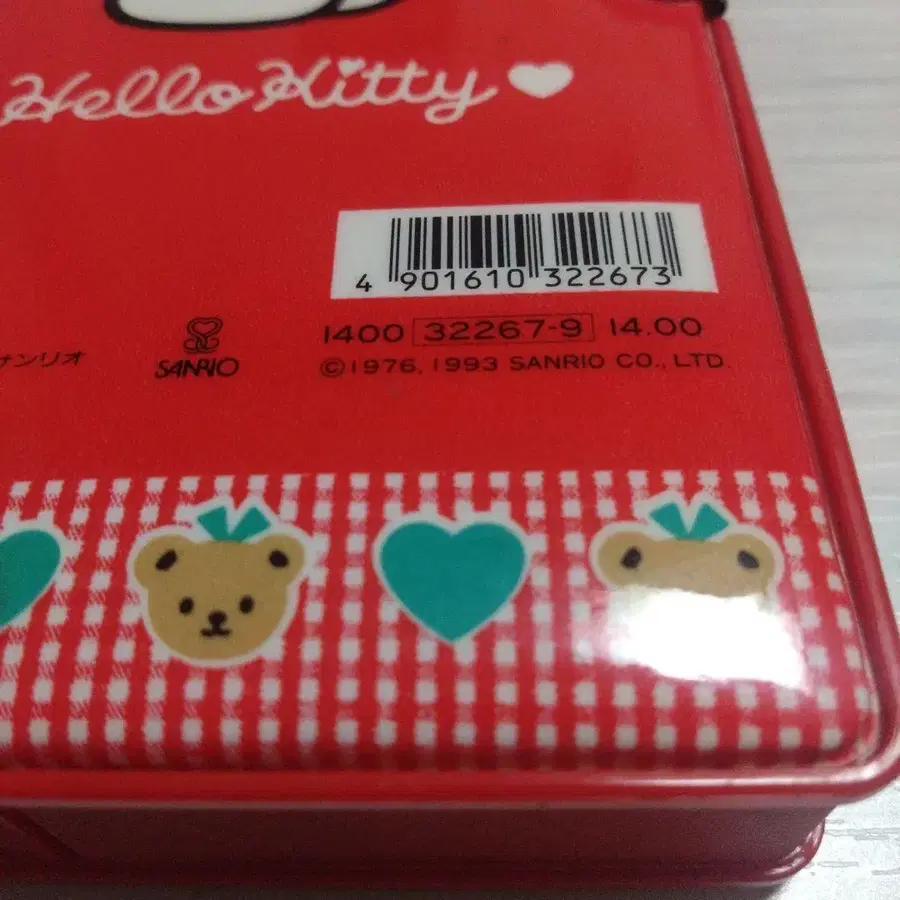 Hello Kitty
4 901610 322673
1400 32267-9 14.00
サンリオ
SANRIO
©1976, 1993 SANRIO CO., LTD.